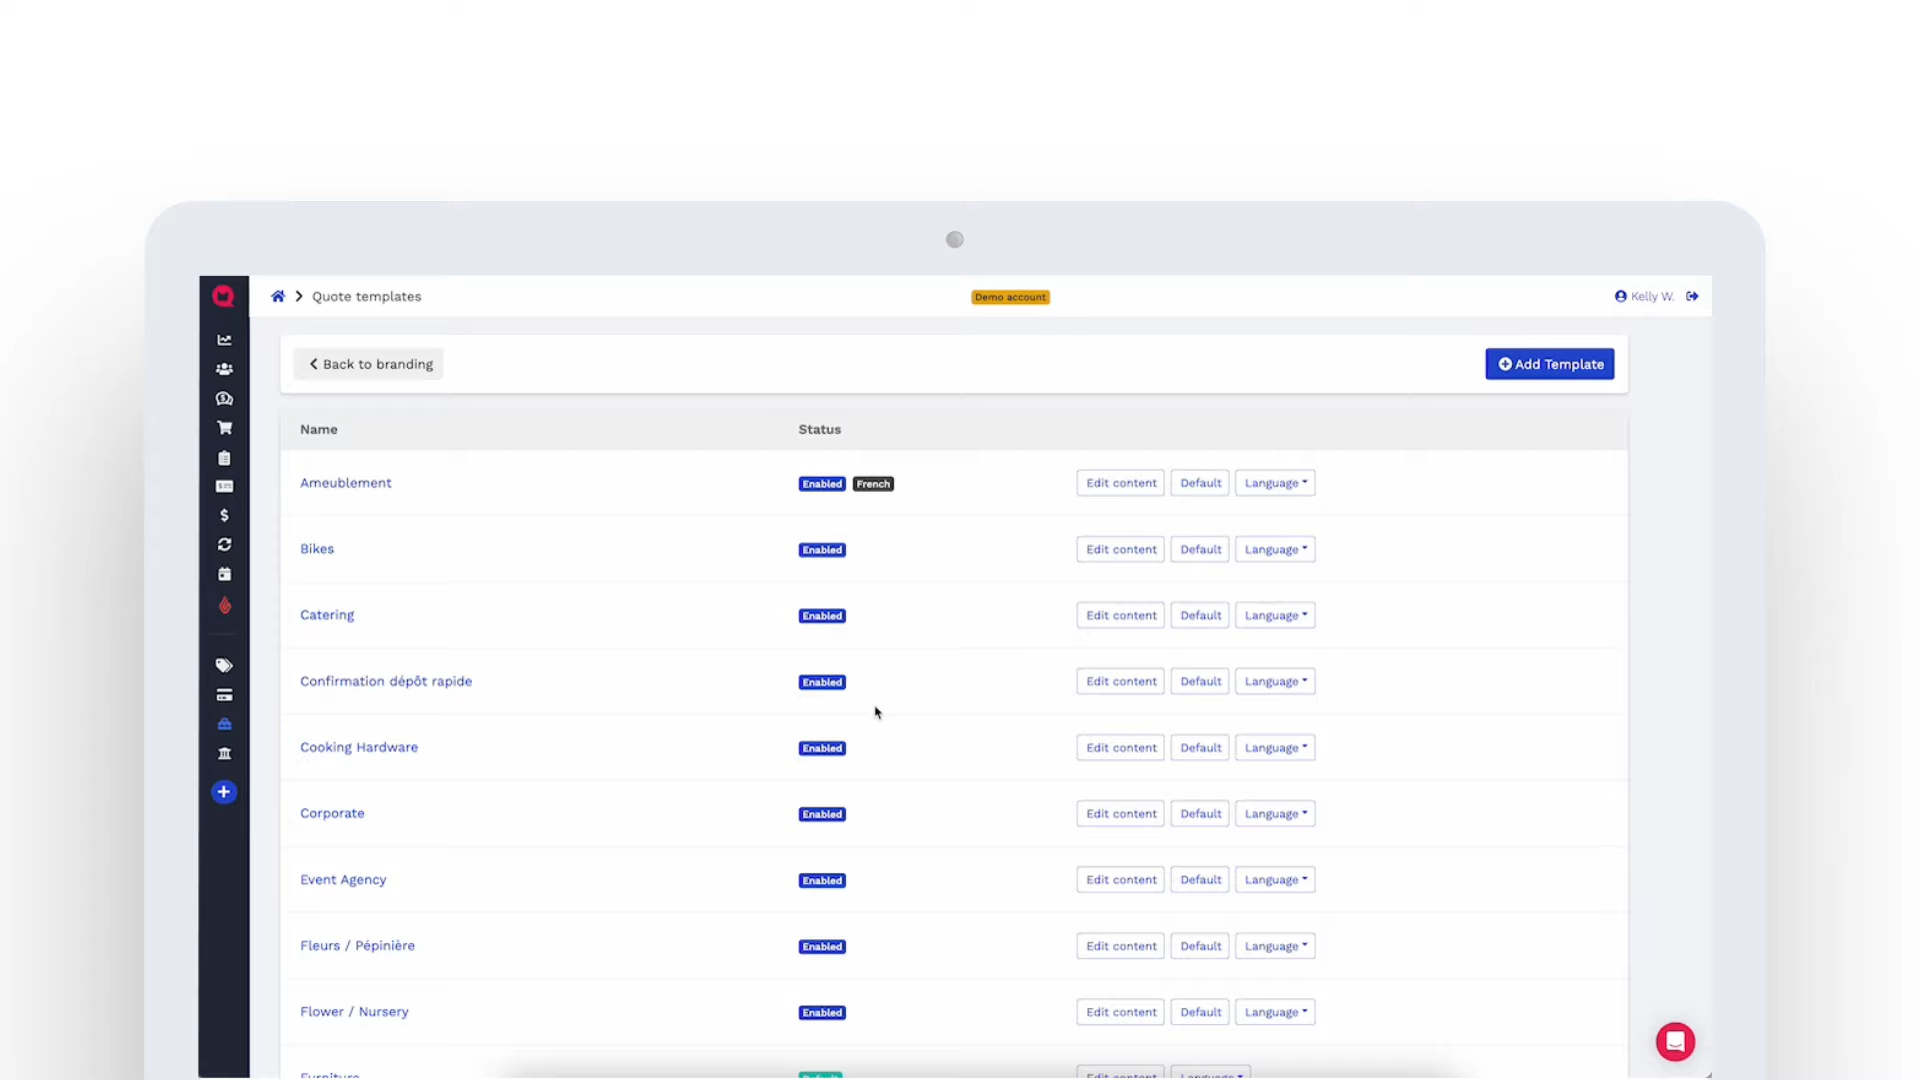 Quote templates
Demo account
Kelly W.
Back to branding
Add Template
Name Status
Ameublement Enabled French Edit content Default Language
Bikes Enabled Edit content Default Language
Catering Enabled Edit content Default Language
Confirmation dépôt rapide Enabled Edit content Default Language
Cooking Hardware Enabled Edit content Default Language
Corporate Enabled Edit content Default Language
Event Agency Enabled Edit content Default Language
Fleurs / Pépinière Enabled Edit content Default Language
Flower / Nursery Enabled Edit content Default Language
Furniture Default Edit content Language